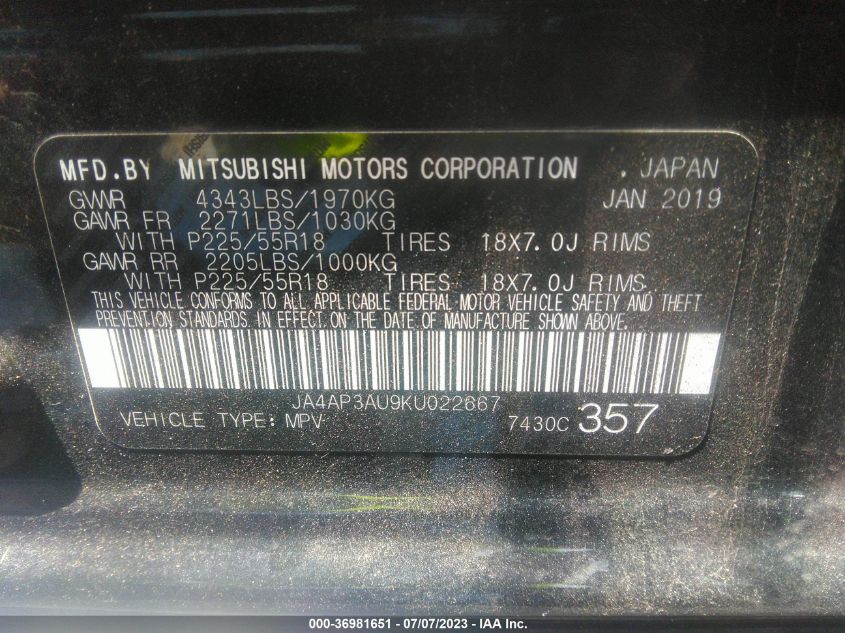 MFD.BY MITSUBISHI MOTORS CORPORATION . JAPAN
GVWR 4343LBS/1970KG JAN 2019
GAWR FR 2271LBS/1030KG
WITH P225/55R18 TIRES 18X7.0J RIMS
GAWR RR 2205LBS/1000KG
WITH P225/55R18 TIRES 18X7.0J RIMS
THIS VEHICLE CONFORMS TO ALL APPLICABLE FEDERAL MOTOR VEHICLE SAFETY AND THEFT
PREVENTION STANDARDS IN EFFECT ON THE DATE OF MANUFACTURE SHOWN ABOVE.
JA4AP3AU9KU022667
VEHICLE TYPE: MPV 7430C 357
000-36981651 - 07/07/2023 - IAA Inc.